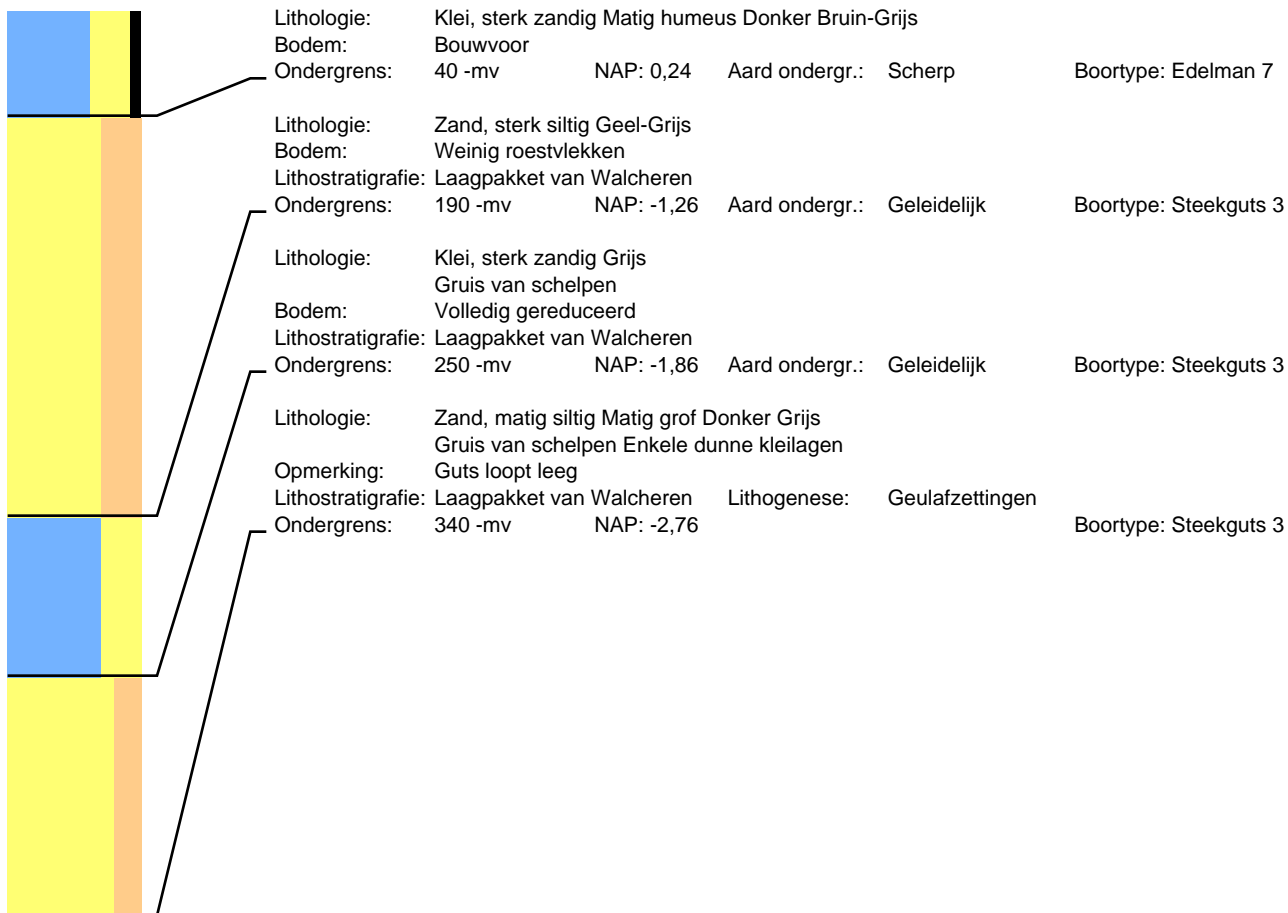 Lithologie: Klei, sterk zandig Matig humeus Donker Bruin-Grijs
Bodem: Bouwvoor
Ondergrens: 40 -mv NAP: 0,24 Aard ondergr.: Scherp Boortype: Edelman 7
Lithologie: Zand, sterk siltig Geel-Grijs
Bodem: Weinig roestvlekken
Lithostratigrafie: Laagpakket van Walcheren
Ondergrens: 190 -mv NAP: -1,26 Aard ondergr.: Geleidelijk Boortype: Steekguts 3
Lithologie: Klei, sterk zandig Grijs
Gruis van schelpen
Bodem: Volledig gereduceerd
Lithostratigrafie: Laagpakket van Walcheren
Ondergrens: 250 -mv NAP: -1,86 Aard ondergr.: Geleidelijk Boortype: Steekguts 3
Lithologie: Zand, matig siltig Matig grof Donker Grijs
Gruis van schelpen Enkele dunne kleilagen
Opmerking: Guts loopt leeg
Lithostratigrafie: Laagpakket van Walcheren Lithogenese: Geulafzettingen
Ondergrens: 340 -mv NAP: -2,76 Boortype: Steekguts 3